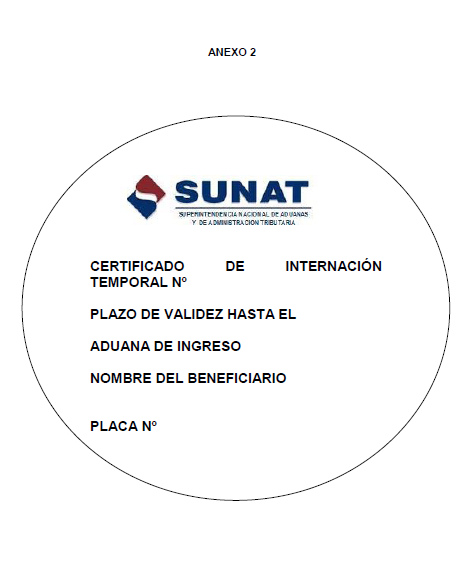 ANEXO 2
SUNAT
SUPERINTENDENCIA NACIONAL DE ADUANAS
Y DE ADMINISTRACION TRIBUTARIA
CERTIFICADO DE INTERNACIÓN
TEMPORAL Nº
PLAZO DE VALIDEZ HASTA EL
ADUANA DE INGRESO
NOMBRE DEL BENEFICIARIO
PLACA Nº